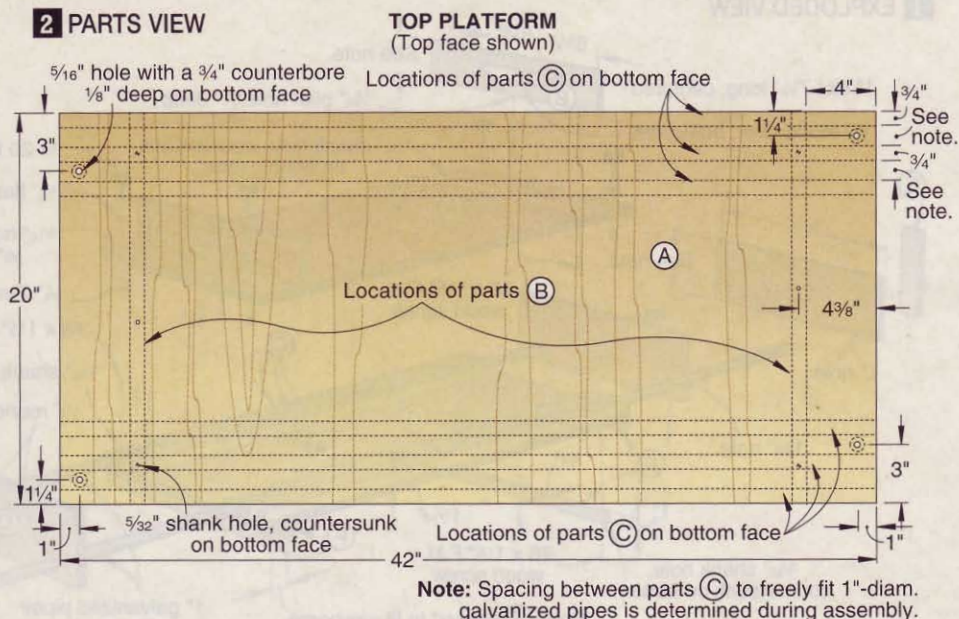 2 PARTS VIEW
TOP PLATFORM
(Top face shown)
5/16" hole with a 3/4" counterbore
1/8" deep on bottom face
Locations of parts C on bottom face
4"
3/4"
See
note.
3/4"
See
note.
1 1/4"
3"
A
Locations of parts B
20"
4 3/8"
3"
1 1/4"
5/32" shank hole, countersunk
on bottom face
Locations of parts C on bottom face
1"
1"
42"
Note: Spacing between parts C to freely fit 1"-diam.
galvanized pipes is determined during assembly.